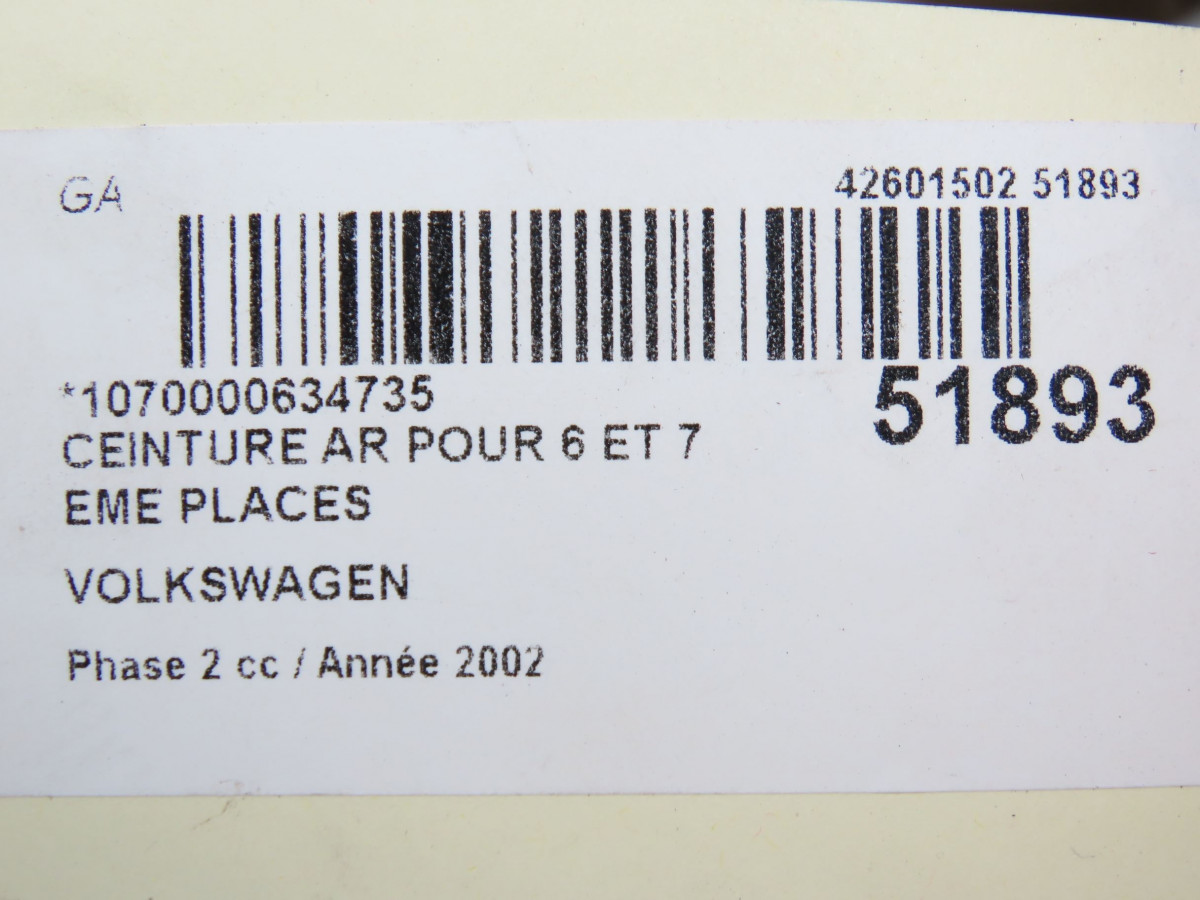 GA
42601502 51893
*1070000634735
51893
CEINTURE AR POUR 6 ET 7
EME PLACES
VOLKSWAGEN
Phase 2 cc / Année 2002